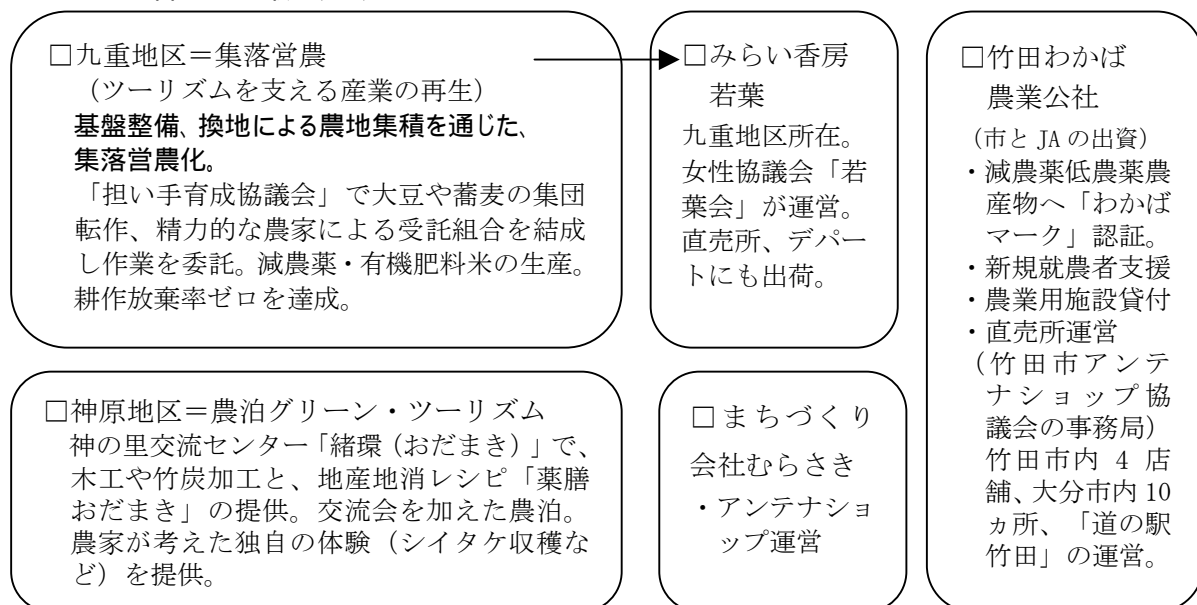 □九重地区＝集落営農
（ツーリズムを支える産業の再生）
基盤整備、換地による農地集積を通じた、
集落営農化。
「担い手育成協議会」で大豆や蕎麦の集団
転作、精力的な農家による受託組合を結成
し作業を委託。減農薬・有機肥料米の生産。
耕作放棄率ゼロを達成。
□みらい香房
若葉
九重地区所在。
女性協議会「若
葉会」が運営。
直売所、デパー
トにも出荷。
□竹田わかば
農業公社
（市と JA の出資）
・減農薬低農薬農
産物へ「わかば
マーク」認証。
・新規就農者支援
・農業用施設貸付
・直売所運営
（竹田市アンテ
ナショップ協
議会の事務局）
竹田市内 4 店
舗、大分市内 10
ヵ所、「道の駅
竹田」の運営。
□神原地区＝農泊グリーン・ツーリズム
神の里交流センター「緒環（おだまき）」で、
木工や竹炭加工と、地産地消レシピ「薬膳
おだまき」の提供。交流会を加えた農泊。
農家が考えた独自の体験（シイタケ収穫な
ど）を提供。
□まちづくり
会社むらさき
・アンテナショ
ップ運営